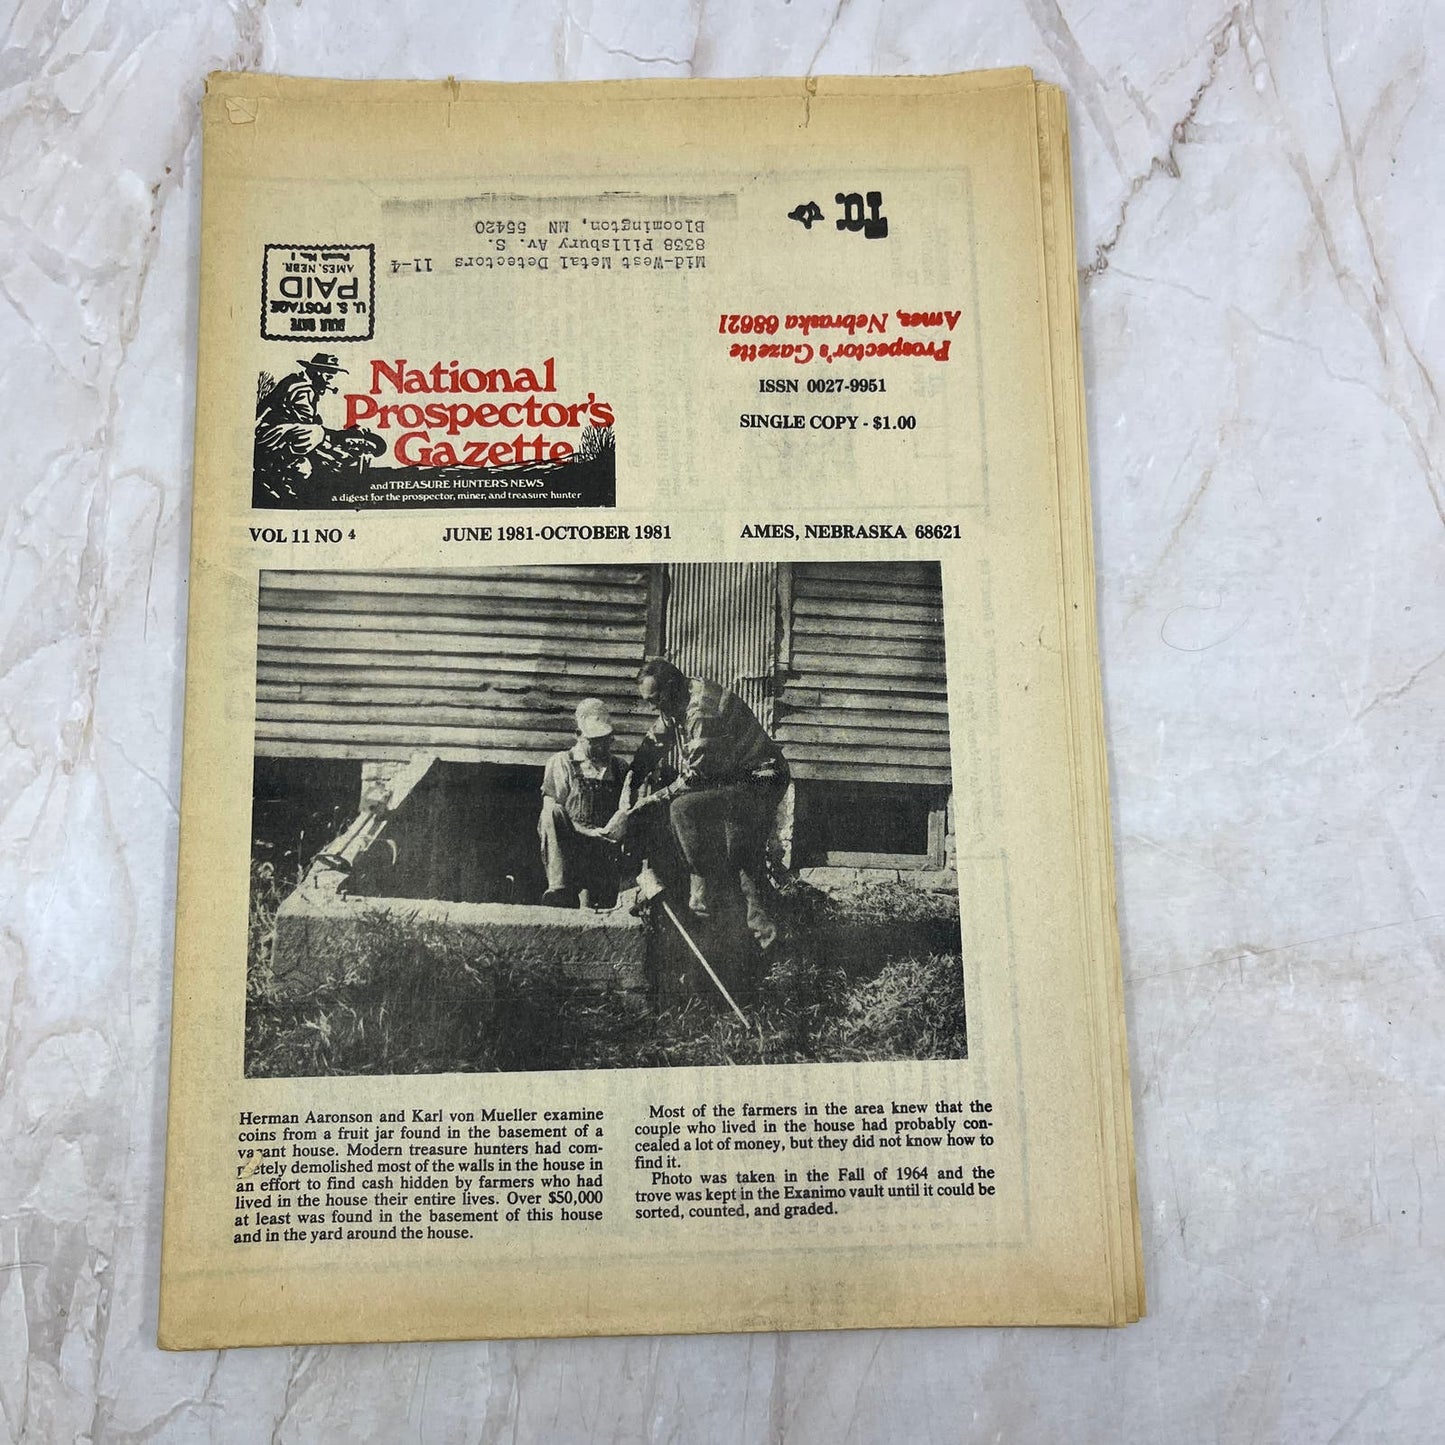 TO:
Mid-West Metal Detectors 11-4
8338 Pillsbury Av. S.
Bloomington, MN 55420
BULK RATE
U. S. POSTAGE
PAID
AMES, NEBR.
Permit No. 1
Prospector's Gazette
Ames, Nebraska 68621
National
Prospector's
Gazette
and TREASURE HUNTER'S NEWS
a digest for the prospector, miner, and treasure hunter
ISSN 0027-9951
SINGLE COPY - $1.00
VOL 11 NO 4 JUNE 1981-OCTOBER 1981 AMES, NEBRASKA 68621
Herman Aaronson and Karl von Mueller examine
coins from a fruit jar found in the basement of a
vacant house. Modern treasure hunters had com-
pletely demolished most of the walls in the house in
an effort to find cash hidden by farmers who had
lived in the house their entire lives. Over $50,000
at least was found in the basement of this house
and in the yard around the house.
Most of the farmers in the area knew that the
couple who lived in the house had probably con-
cealed a lot of money, but they did not know how to
find it.
Photo was taken in the Fall of 1964 and the
trove was kept in the Exanimo vault until it could be
sorted, counted, and graded.